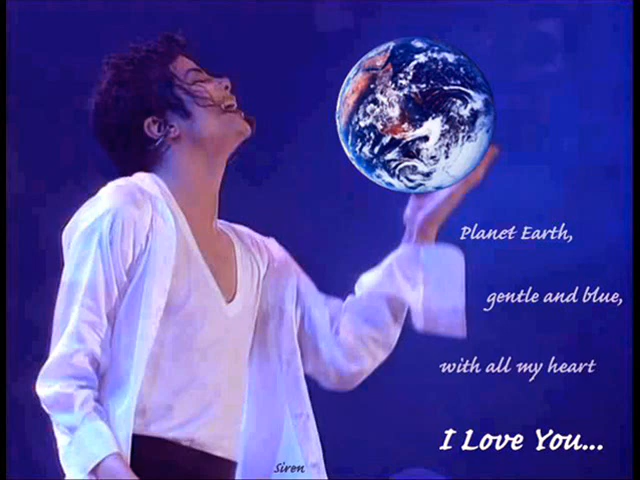 Planet Earth,
gentle and blue,
with all my heart
I Love You...
Siren